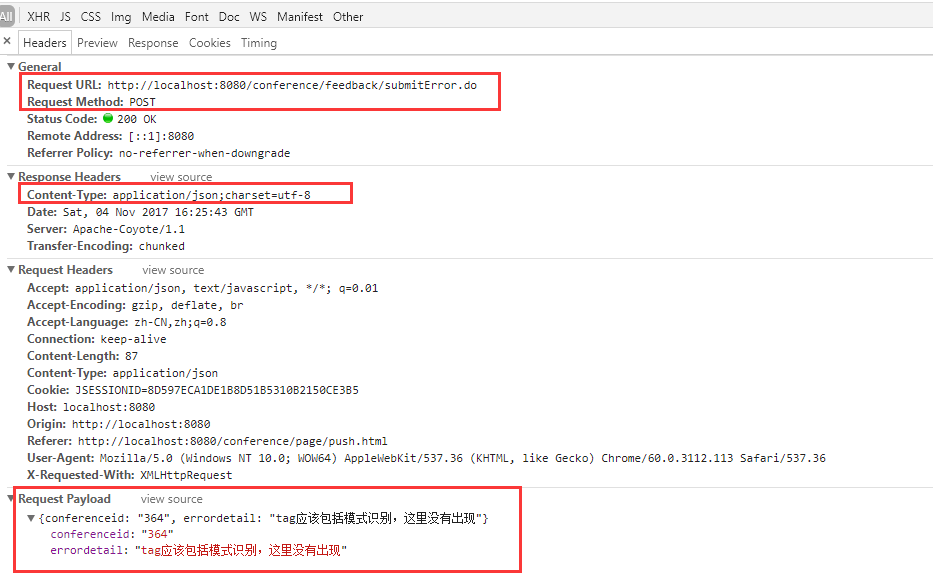 All XHR JS CSS Img Media Font Doc WS Manifest Other
× Headers Preview Response Cookies Timing
▼ General
Request URL: http://localhost:8080/conference/feedback/submitError.do
Request Method: POST
Status Code: 200 OK
Remote Address: [::1]:8080
Referrer Policy: no-referrer-when-downgrade
▼ Response Headers view source
Content-Type: application/json;charset=utf-8
Date: Sat, 04 Nov 2017 16:25:43 GMT
Server: Apache-Coyote/1.1
Transfer-Encoding: chunked
▼ Request Headers view source
Accept: application/json, text/javascript, */*; q=0.01
Accept-Encoding: gzip, deflate, br
Accept-Language: zh-CN,zh;q=0.8
Connection: keep-alive
Content-Length: 87
Content-Type: application/json
Cookie: JSESSIONID=8D597ECA1DE1B8D51B5310B2150CE3B5
Host: localhost:8080
Origin: http://localhost:8080
Referer: http://localhost:8080/conference/page/push.html
User-Agent: Mozilla/5.0 (Windows NT 10.0; WOW64) AppleWebKit/537.36 (KHTML, like Gecko) Chrome/60.0.3112.113 Safari/537.36
X-Requested-With: XMLHttpRequest
▼ Request Payload view source
▼ {conferenceid: "364", errordetail: "tag应该包括模式识别，这里没有出现"}
conferenceid: "364"
errordetail: "tag应该包括模式识别，这里没有出现"